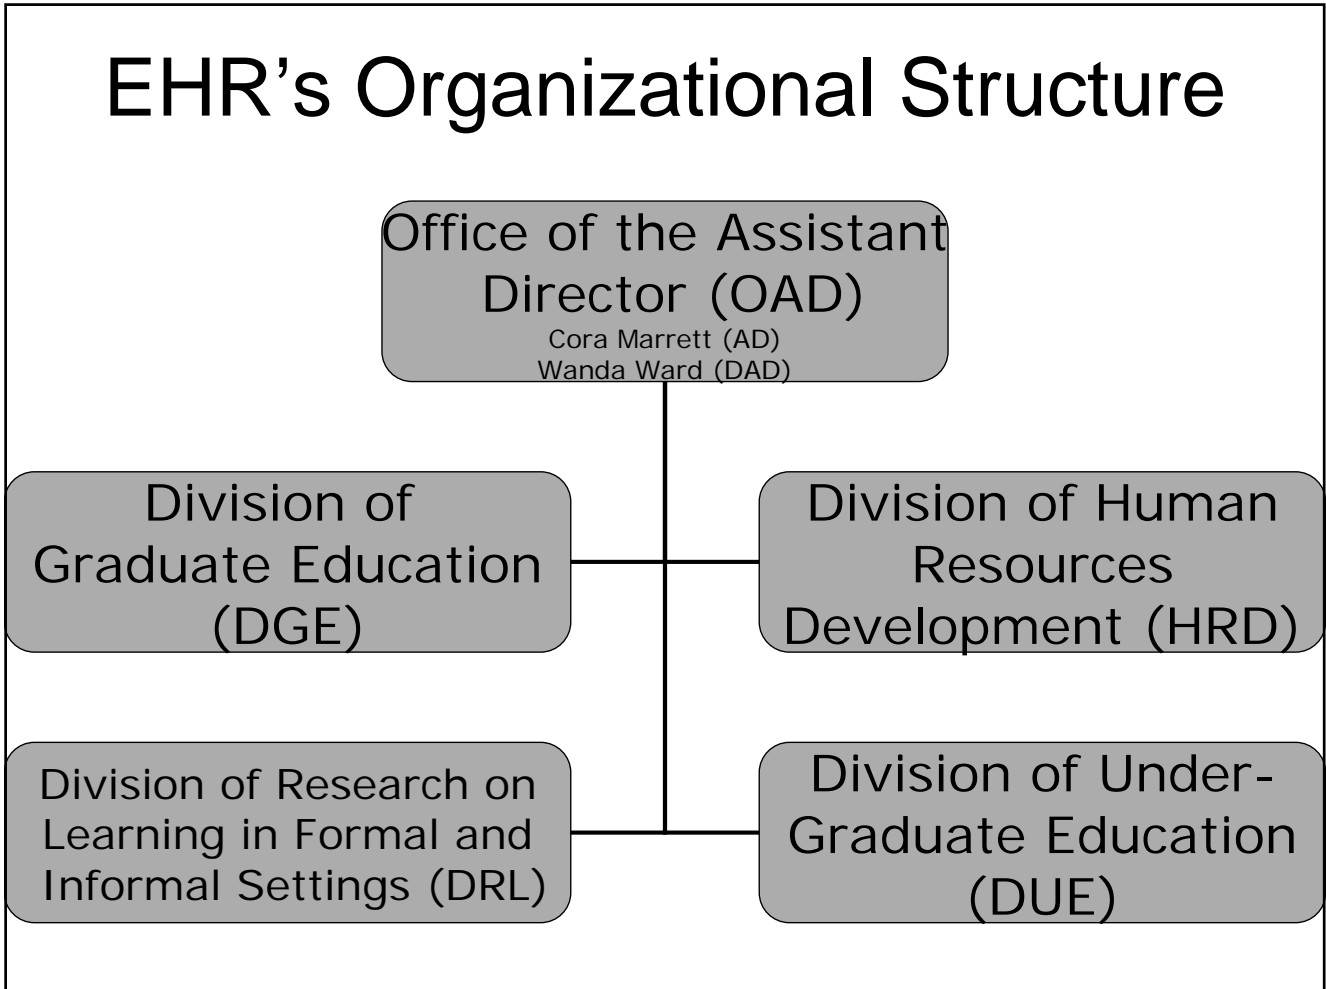 EHR’s Organizational Structure
Office of the Assistant
Director (OAD)
Cora Marrett (AD)
Wanda Ward (DAD)
Division of
Graduate Education
(DGE)
Division of Human
Resources
Development (HRD)
Division of Research on
Learning in Formal and
Informal Settings (DRL)
Division of Under-
Graduate Education
(DUE)